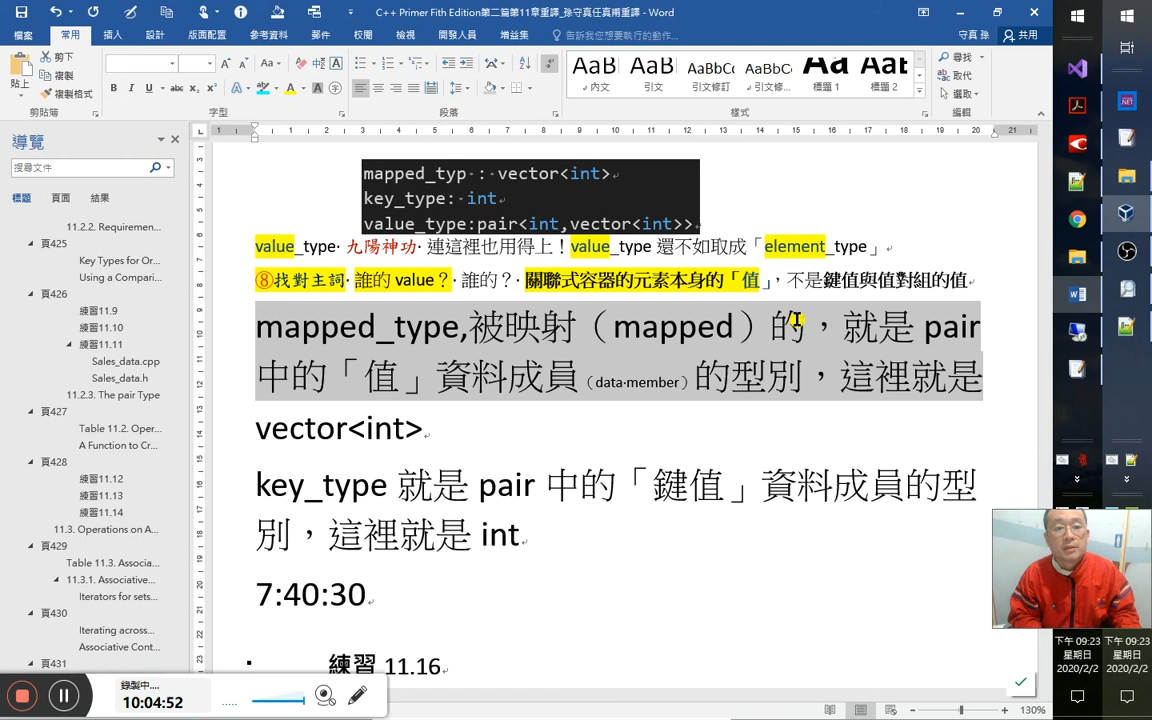 C++ Primer Fith Edition第二篇第11章重譯_孫守真任真甫重譯 - Word
檔案 常用 插入 設計 版面配置 參考資料 郵件 校閱 檢視 開發人員 增益集 告訴我您想要執行的動作... 守真 孫 共用
貼上 剪下 複製 複製格式
剪貼簿 字型 段落 樣式 編輯
AaB AaB AaBbCc AaBbCc AaB AaB
內文 引文 引文修訂 引文修... 標題 1 標題 2
尋找 取代 選取
導覽
搜尋文件
標題 頁面 結果
11.2.2. Requiremen...
頁425
Key Types for Or...
Using a Compari...
頁426
練習11.9
練習11.10
練習11.11
Sales_data.cpp
Sales_data.h
11.2.3. The pair Type
頁427
Table 11.2. Oper...
A Function to Cr...
頁428
練習11.12
練習11.13
練習11.14
11.3. Operations on A...
頁429
Table 11.3. Associa...
11.3.1. Associative...
Iterators for sets...
頁430
Iterating across...
Associative Cont...
頁431
mapped_typ : vector<int>
key_type: int
value_type:pair<int,vector<int>>
value_type 九陽神功 連這裡也用得上！value_type 還不如取成「element_type」
⑧找對主詞 誰的 value？ 誰的？ 關聯式容器的元素本身的「值」，不是鍵值與值對組的值
mapped_type,被映射（mapped）的，就是 pair
中的「值」資料成員（data member）的型別，這裡就是
vector<int>
key_type 就是 pair 中的「鍵值」資料成員的型
別，這裡就是 int
7:40:30
練習 11.16
錄製中....
10:04:52
130%
下午 09:23
星期日
2020/2/2
下午 09:23
星期日
2020/2/2